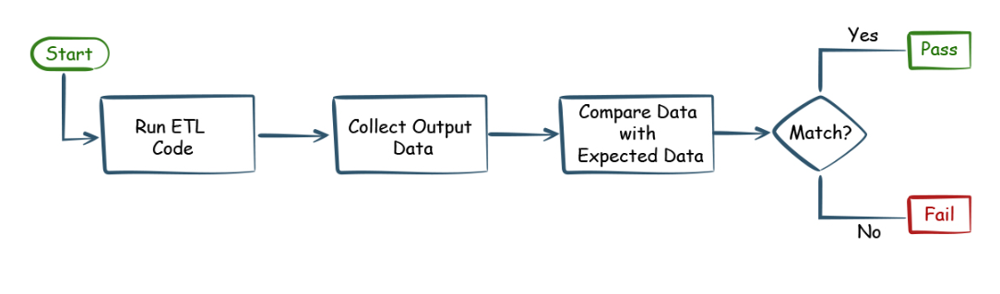 Start
Run ETL
Code
Collect Output
Data
Compare Data
with
Expected Data
Match?
Yes
Pass
No
Fail